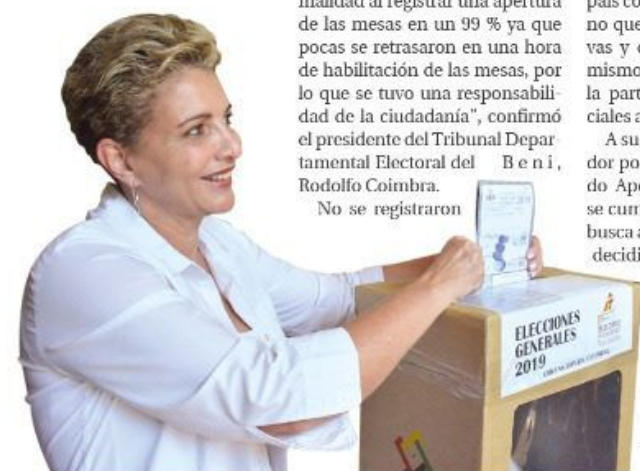 malidad al registrar una apertura
de las mesas en un 99 % ya que
pocas se retrasaron en una hora
de habilitación de las mesas, por
lo que se tuvo una responsabili-
dad de la ciudadanía", confirmó
el presidente del Tribunal Depar-
tamental Electoral del Beni,
Rodolfo Coimbra.
No se registraron
país co
no que
vas y
mismo
la part
ciales a
A su
dor po
do Apo
se cum
busca a
decidi
ELECCIONES
GENERALES
2019